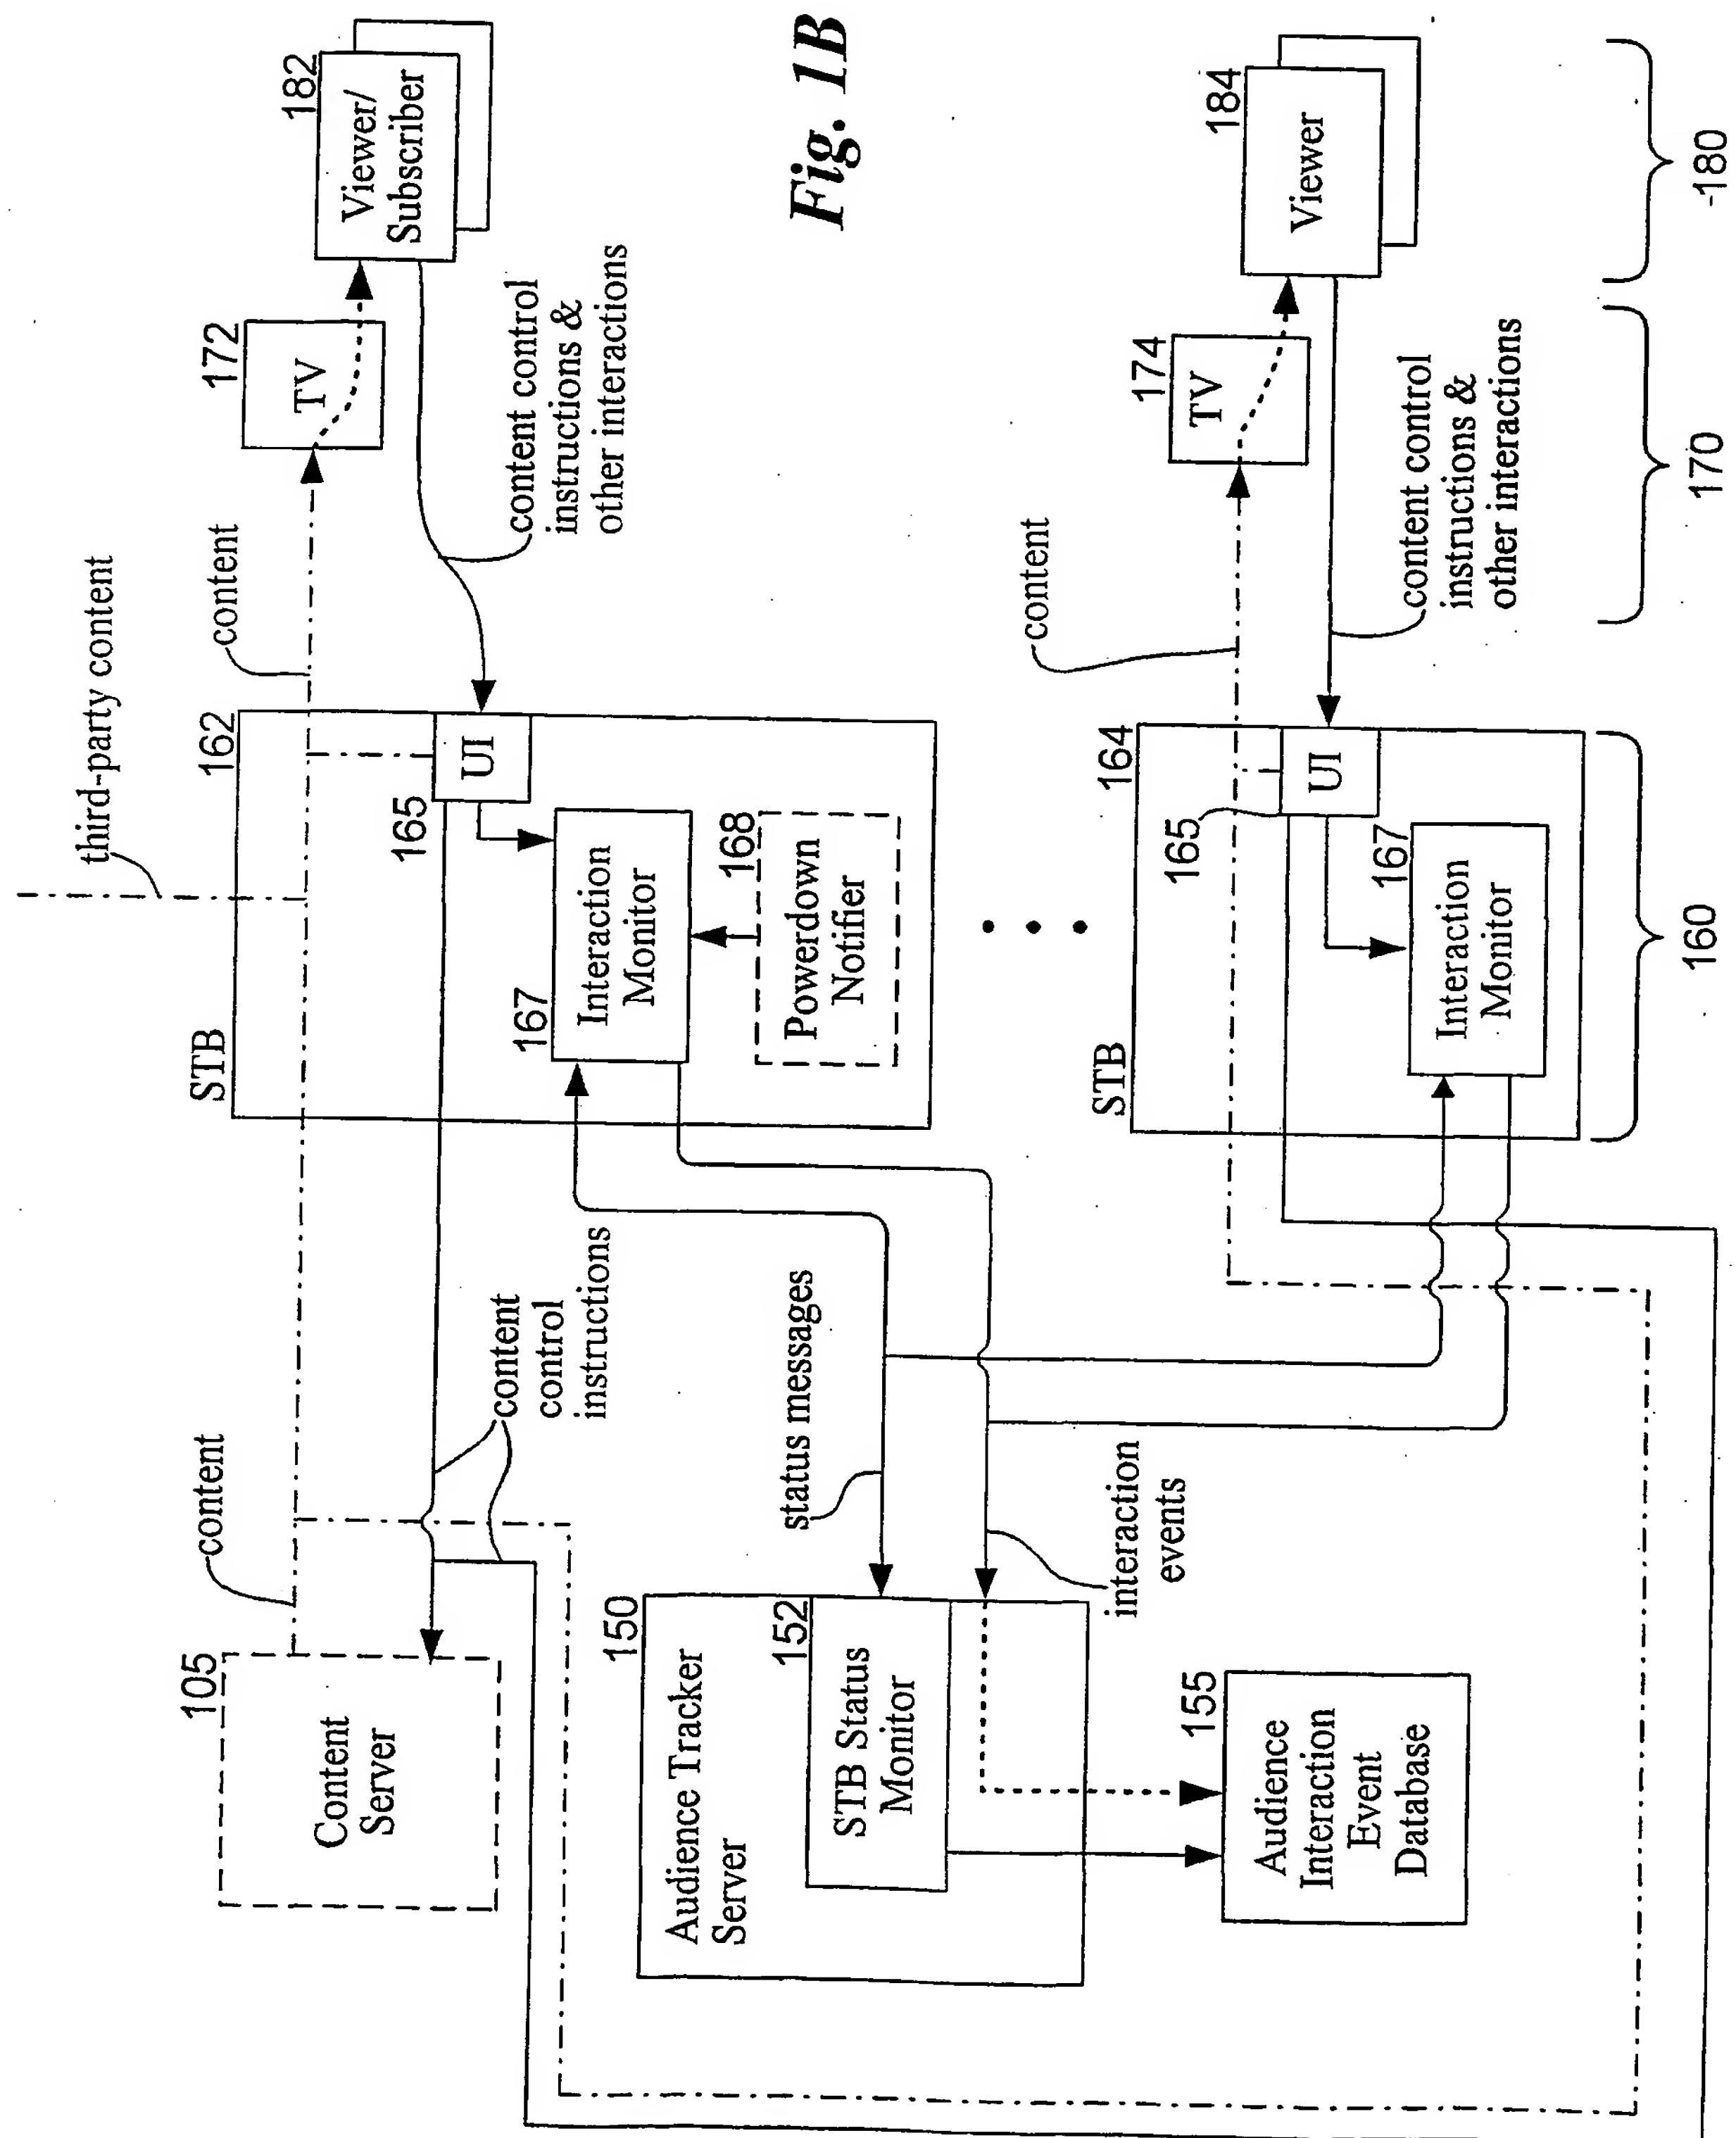 105
Content
Server
content
content
control
instructions
150
Audience Tracker
Server
152
STB Status
Monitor
status messages
interaction
events
155
Audience
Interaction
Event
Database
third-party content
STB
162
165
UI
167
Interaction
Monitor
168
Powerdown
Notifier
content
172
TV
182
Viewer/
Subscriber
content control
instructions &
other interactions
STB
164
165
UI
167
Interaction
Monitor
content
174
TV
184
Viewer
content control
instructions &
other interactions
160
170
-180
Fig. 1B